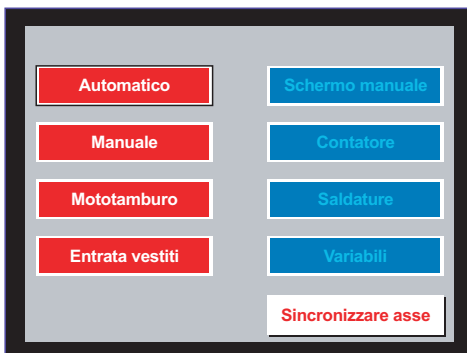 Automatico
Schermo manuale
Manuale
Contatore
Mototamburo
Saldature
Entrata vestiti
Variabili
Sincronizzare asse